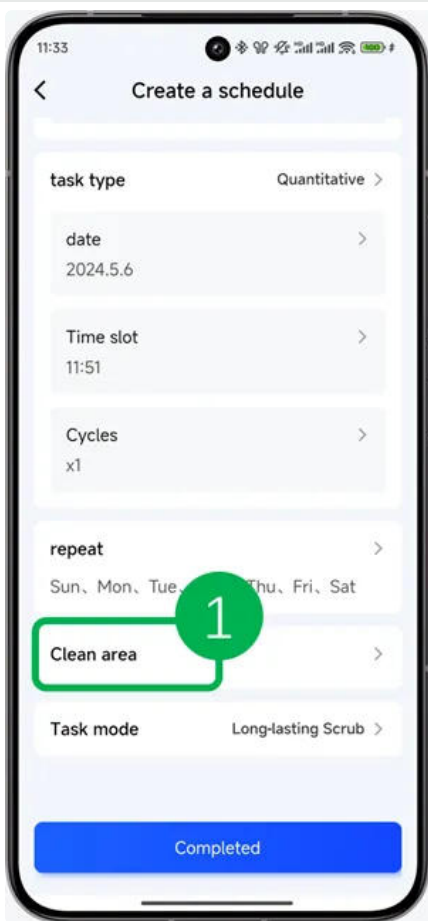 11:33
Create a schedule
task type Quantitative
date
2024.5.6
Time slot
11:51
Cycles
x1
repeat
Sun、Mon、Tue、 Thu、Fri、Sat
1
Clean area
Task mode Long-lasting Scrub
Completed